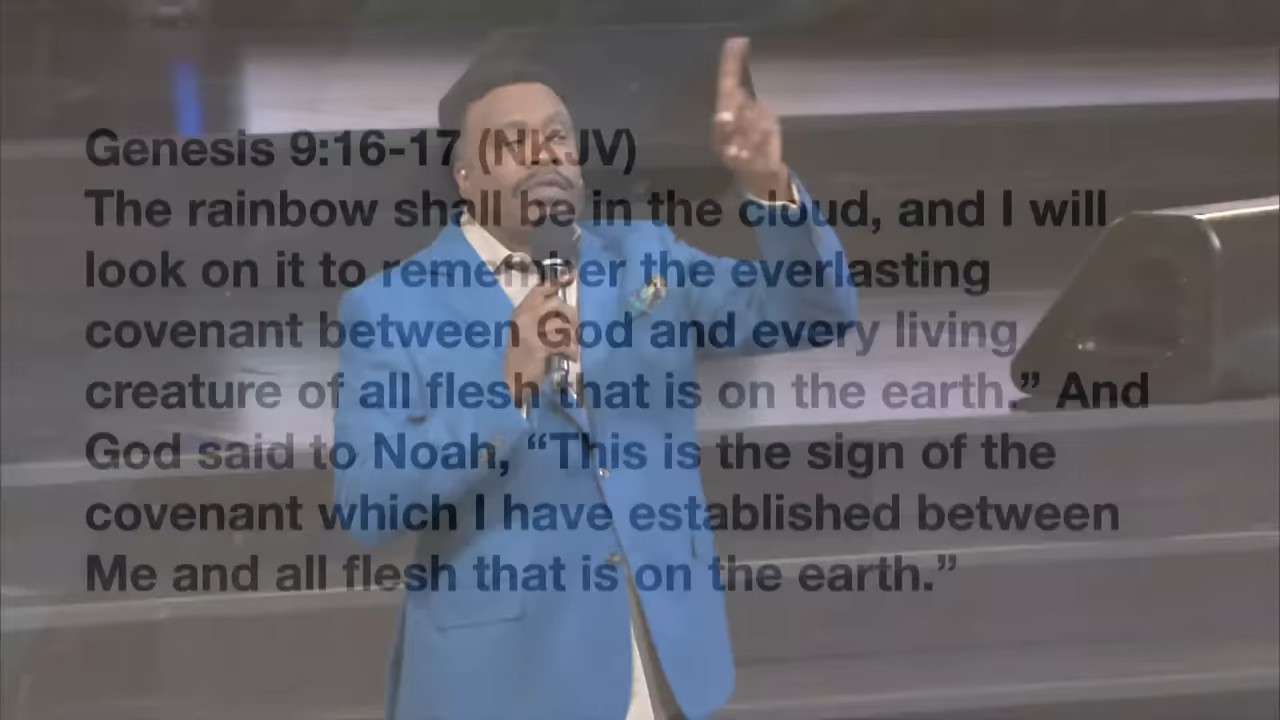 Genesis 9:16-17 (NKJV)
The rainbow shall be in the cloud, and I will
look on it to remember the everlasting
covenant between God and every living
creature of all flesh that is on the earth.” And
God said to Noah, “This is the sign of the
covenant which I have established between
Me and all flesh that is on the earth.”